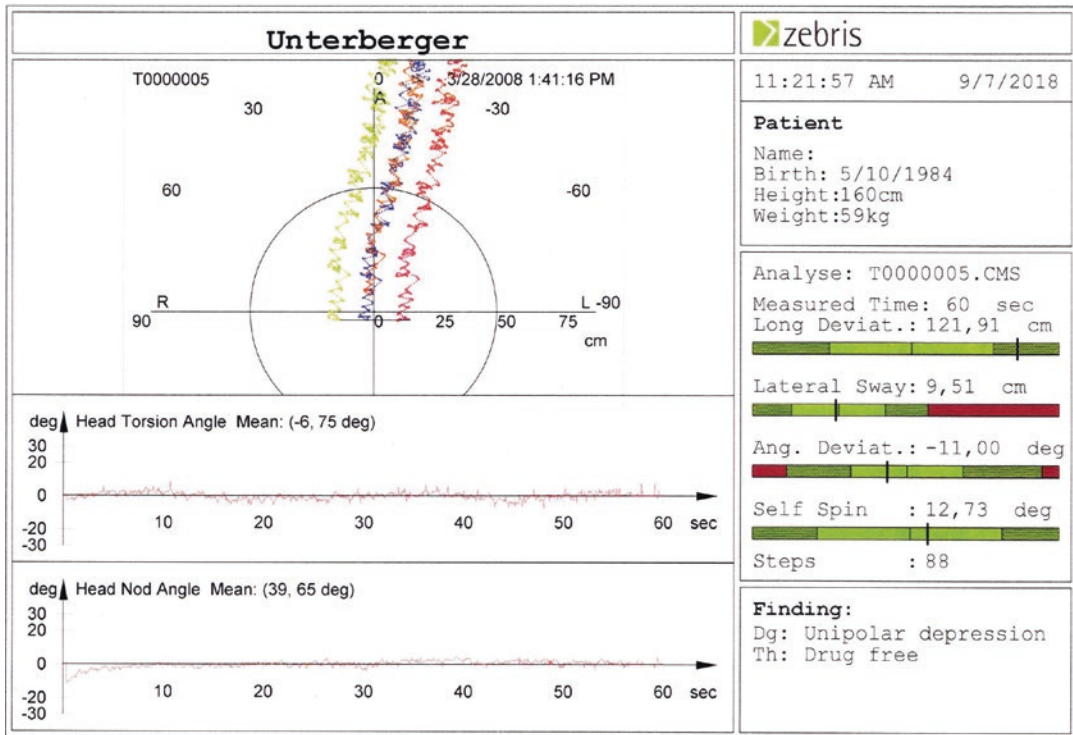 Unterberger
zebris
T0000005 0 3/28/2008 1:41:16 PM
30 -30
60 -60
R L -90
90 0 25 50 75
cm
11:21:57 AM 9/7/2018
Patient
Name:
Birth: 5/10/1984
Height:160cm
Weight:59kg
Analyse: T0000005.CMS
Measured Time: 60 sec
Long Deviat.: 121,91 cm
Lateral Sway: 9,51 cm
Ang. Deviat.: -11,00 deg
Self Spin : 12,73 deg
Steps : 88
deg Head Torsion Angle Mean: (-6, 75 deg)
30
20
0
10 20 30 40 50 60 sec
-20
-30
deg Head Nod Angle Mean: (39, 65 deg)
30
20
0
10 20 30 40 50 60 sec
-20
-30
Finding:
Dg: Unipolar depression
Th: Drug free